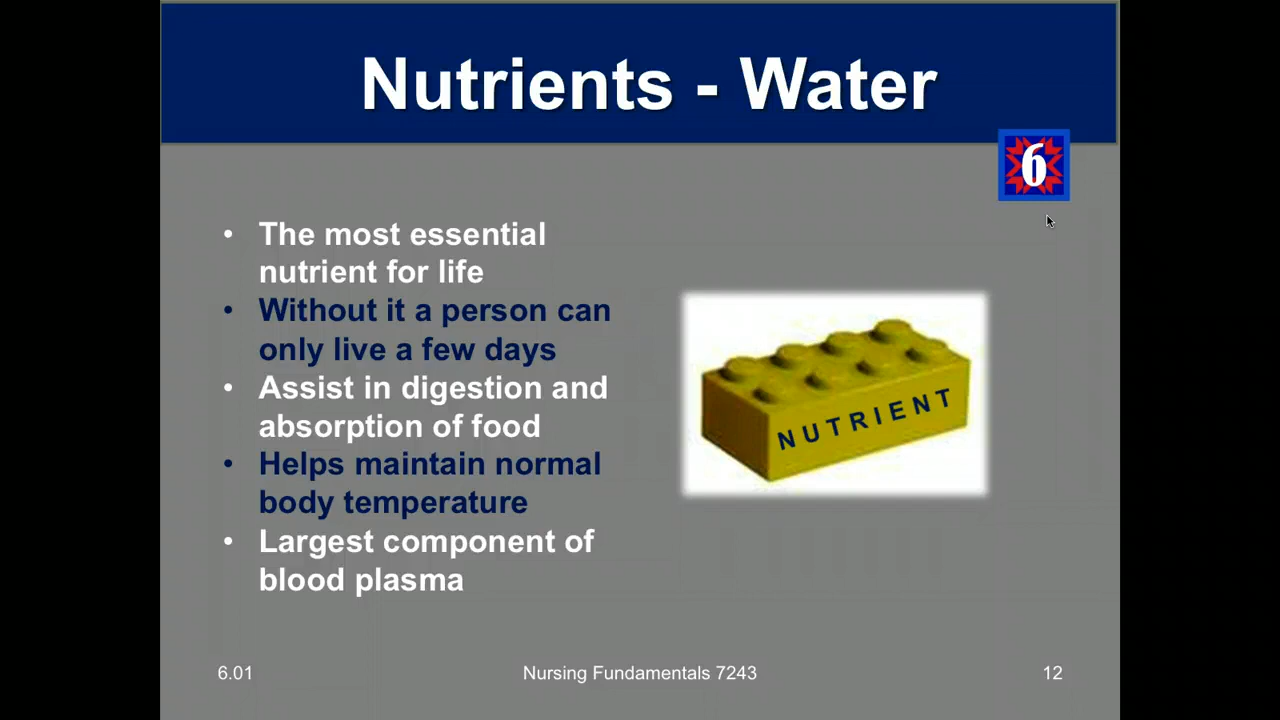 Nutrients - Water
6
• The most essential
nutrient for life
• Without it a person can
only live a few days
• Assist in digestion and
absorption of food
• Helps maintain normal
body temperature
• Largest component of
blood plasma
NUTRIENT
6.01
Nursing Fundamentals 7243
12